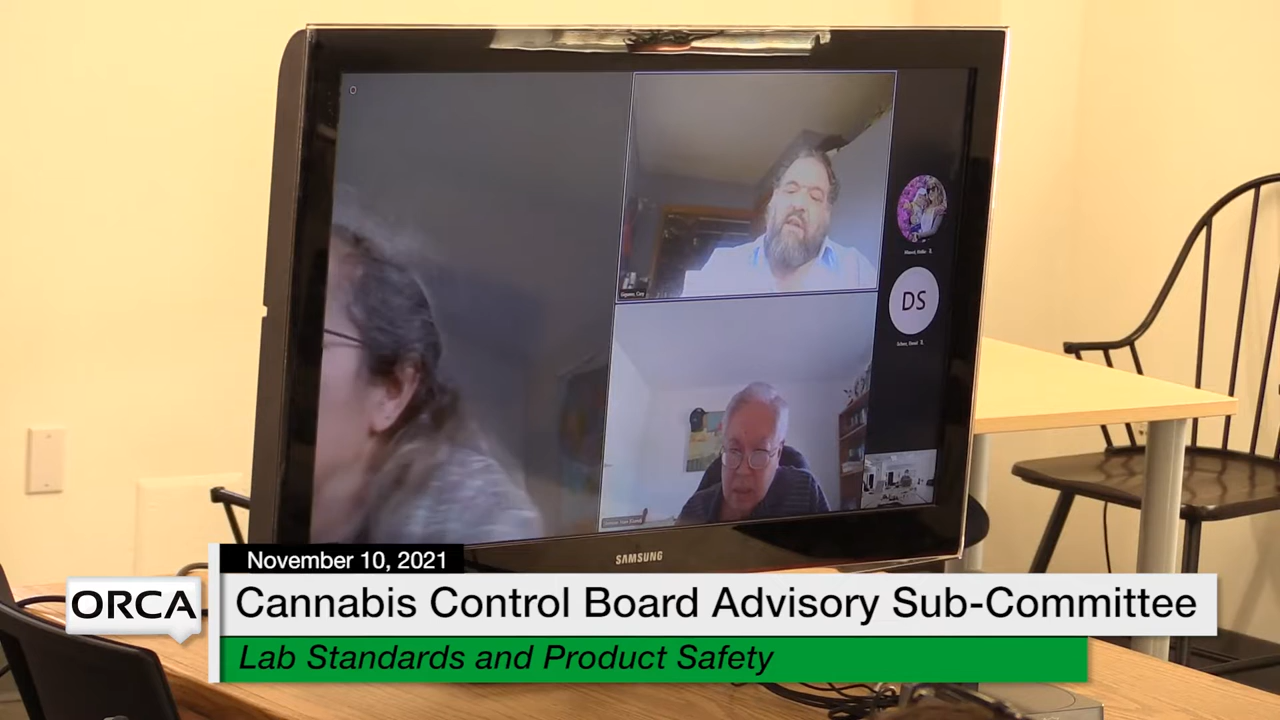 DS
SAMSUNG
November 10, 2021
ORCA
Cannabis Control Board Advisory Sub-Committee
Lab Standards and Product Safety